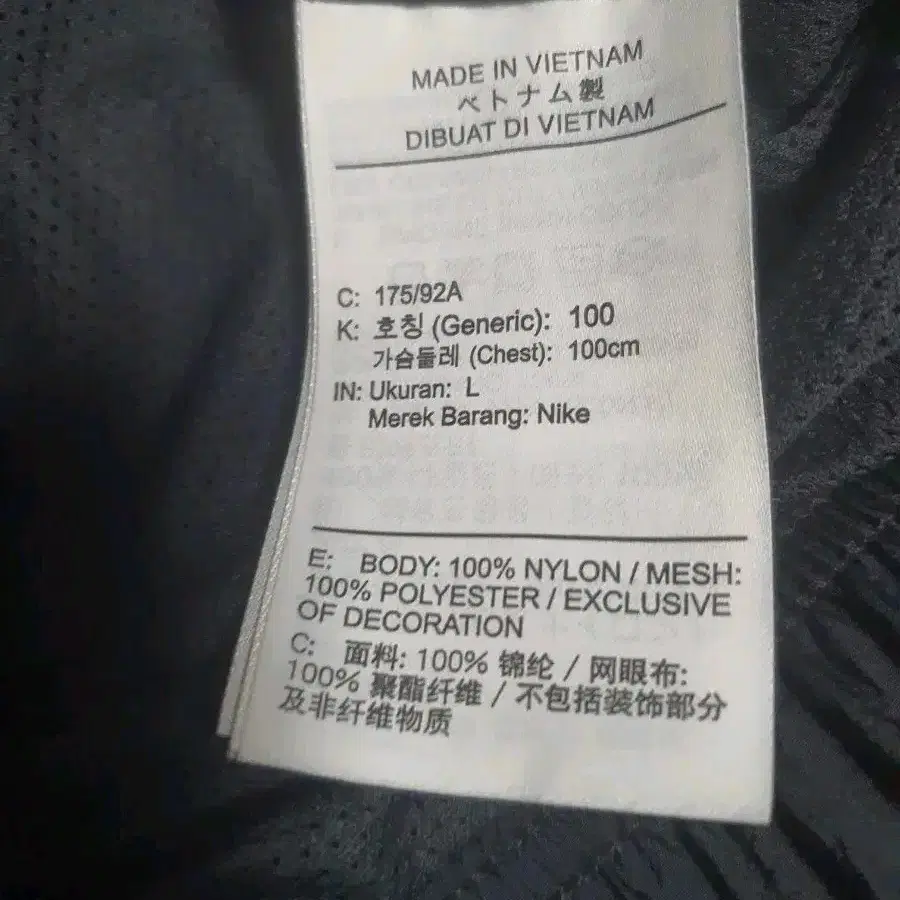 MADE IN VIETNAM
ベトナム製
DIBUAT DI VIETNAM
C: 175/92A
K: 호칭 (Generic): 100
가슴둘레 (Chest): 100cm
IN: Ukuran: L
Merek Barang: Nike
E: BODY: 100% NYLON / MESH:
100% POLYESTER / EXCLUSIVE
OF DECORATION
C: 面料: 100% 锦纶 / 网眼布:
100% 聚酯纤维 / 不包括装饰部分
及非纤维物质